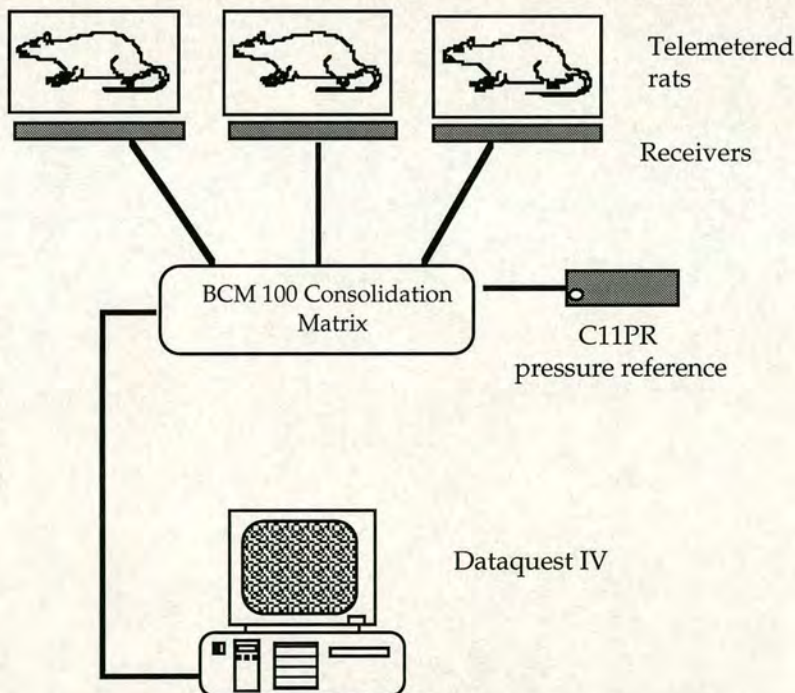 Telemetered
rats
Receivers
BCM 100 Consolidation
Matrix
C11PR
pressure reference
Dataquest IV